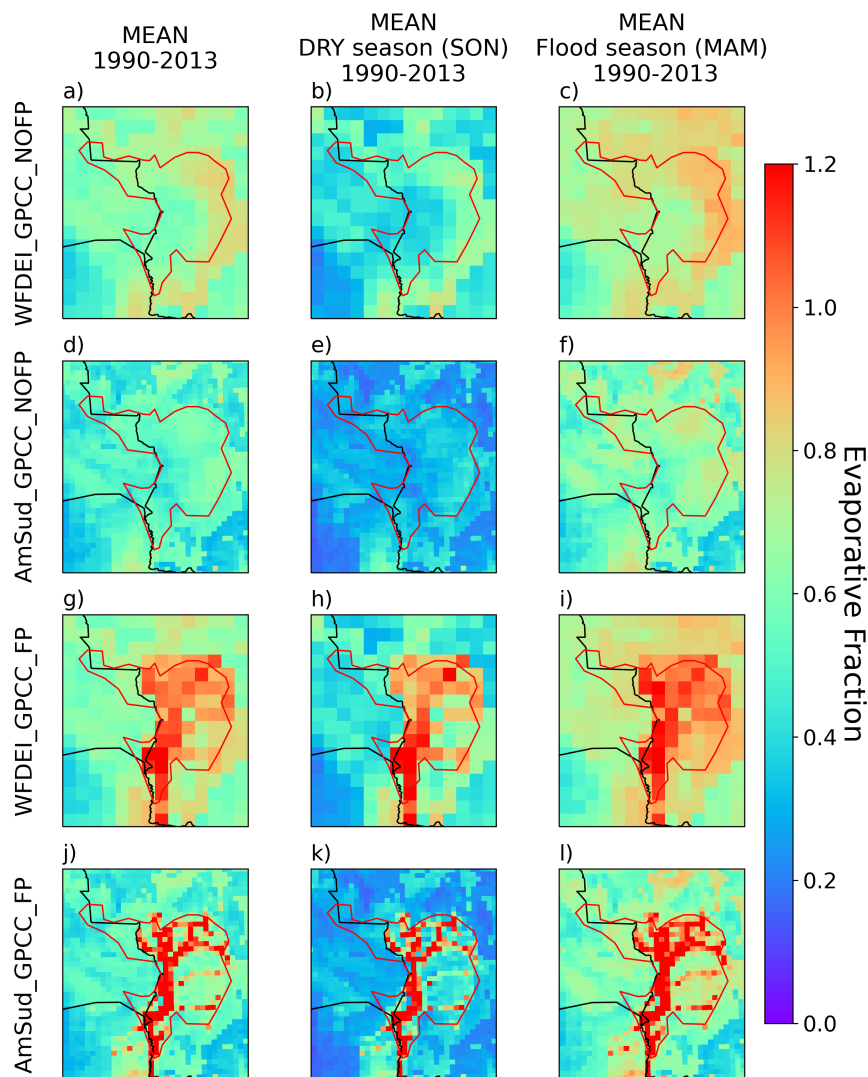 MEAN
1990-2013
MEAN
DRY season (SON)
1990-2013
MEAN
Flood season (MAM)
1990-2013
a)
b)
c)
WFDEI_GPCC_NOFP
d)
e)
f)
AmSud_GPCC_NOFP
g)
h)
i)
WFDEI_GPCC_FP
j)
k)
l)
AmSud_GPCC_FP
1.2
1.0
0.8
0.6
0.4
0.2
0.0
Evaporative Fraction